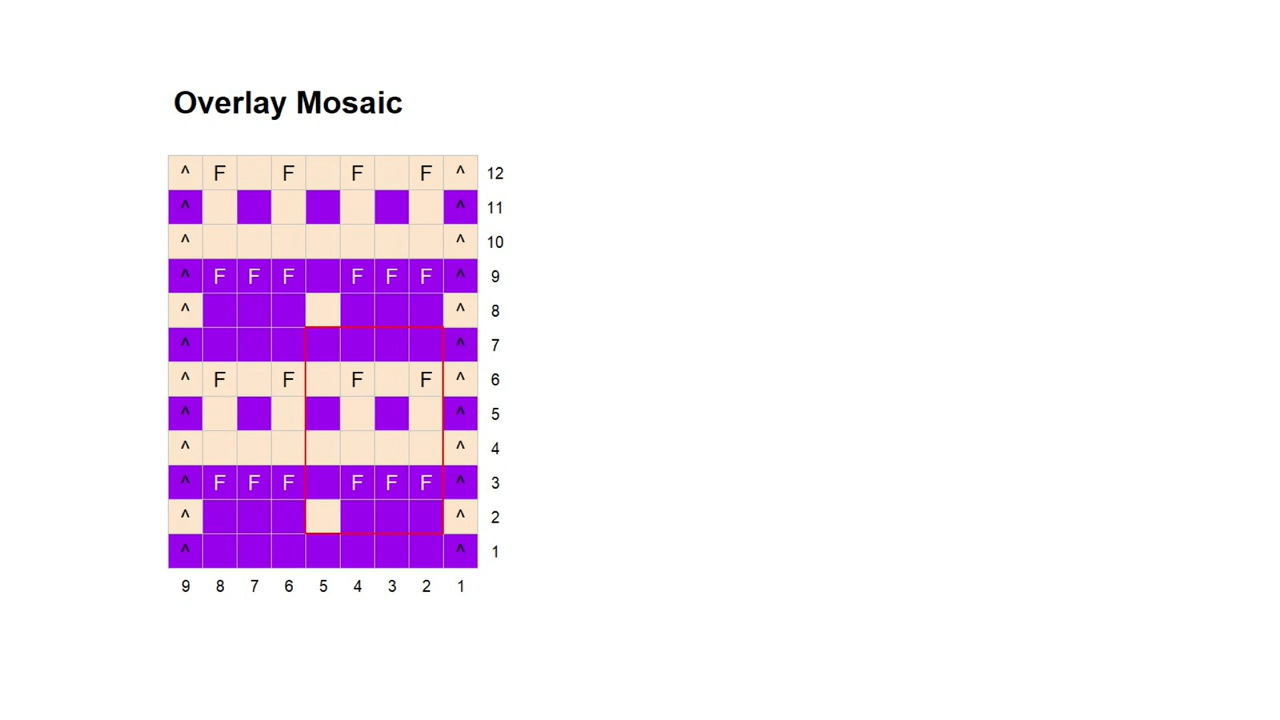 Overlay Mosaic
^ F F F F ^ 12
^ ^ 11
^ ^ 10
^ F F F F F F ^ 9
^ ^ 8
^ 7
^ F F F F ^ 6
^ ^ 5
^ ^ 4
^ F F F F F F ^ 3
^ ^ 2
^ ^ 1
9 8 7 6 5 4 3 2 1